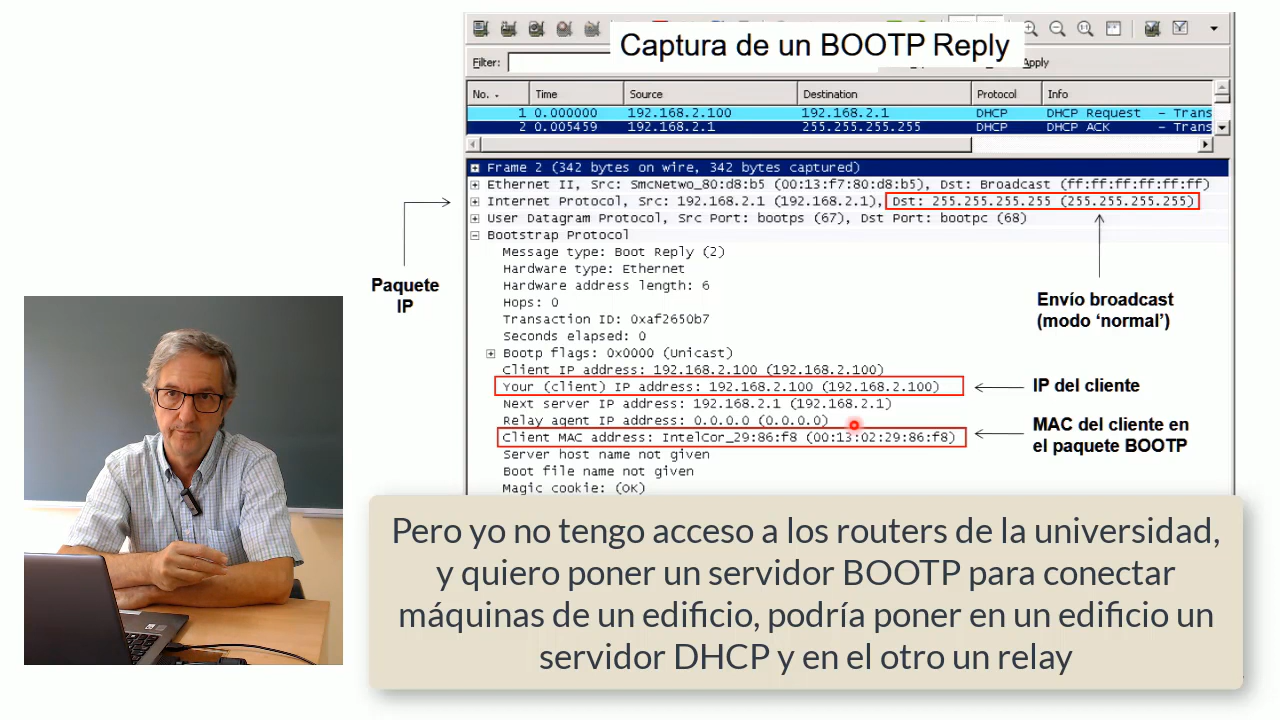 Captura de un BOOTP Reply
Filter:
Apply
No. Time Source Destination Protocol Info
1 0.000000 192.168.2.100 192.168.2.1 DHCP DHCP Request - Trans
2 0.005459 192.168.2.1 255.255.255.255 DHCP DHCP ACK - Trans
Frame 2 (342 bytes on wire, 342 bytes captured)
Ethernet II, Src: SmcNetwo_80:d8:b5 (00:13:f7:80:d8:b5), Dst: Broadcast (ff:ff:ff:ff:ff:ff)
Internet Protocol, Src: 192.168.2.1 (192.168.2.1), Dst: 255.255.255.255 (255.255.255.255)
User Datagram Protocol, Src Port: bootps (67), Dst Port: bootpc (68)
Bootstrap Protocol
Message type: Boot Reply (2)
Hardware type: Ethernet
Hardware address length: 6
Hops: 0
Transaction ID: 0xaf2650b7
Seconds elapsed: 0
Bootp flags: 0x0000 (Unicast)
Client IP address: 192.168.2.100 (192.168.2.100)
Your (client) IP address: 192.168.2.100 (192.168.2.100)
Next server IP address: 192.168.2.1 (192.168.2.1)
Relay agent IP address: 0.0.0.0 (0.0.0.0)
Client MAC address: IntelCor_29:86:f8 (00:13:02:29:86:f8)
Server host name not given
Boot file name not given
Magic cookie: (OK)
Paquete
IP
Envío broadcast
(modo ‘normal’)
IP del cliente
MAC del cliente en
el paquete BOOTP
Pero yo no tengo acceso a los routers de la universidad,
y quiero poner un servidor BOOTP para conectar
máquinas de un edificio, podría poner en un edificio un
servidor DHCP y en el otro un relay